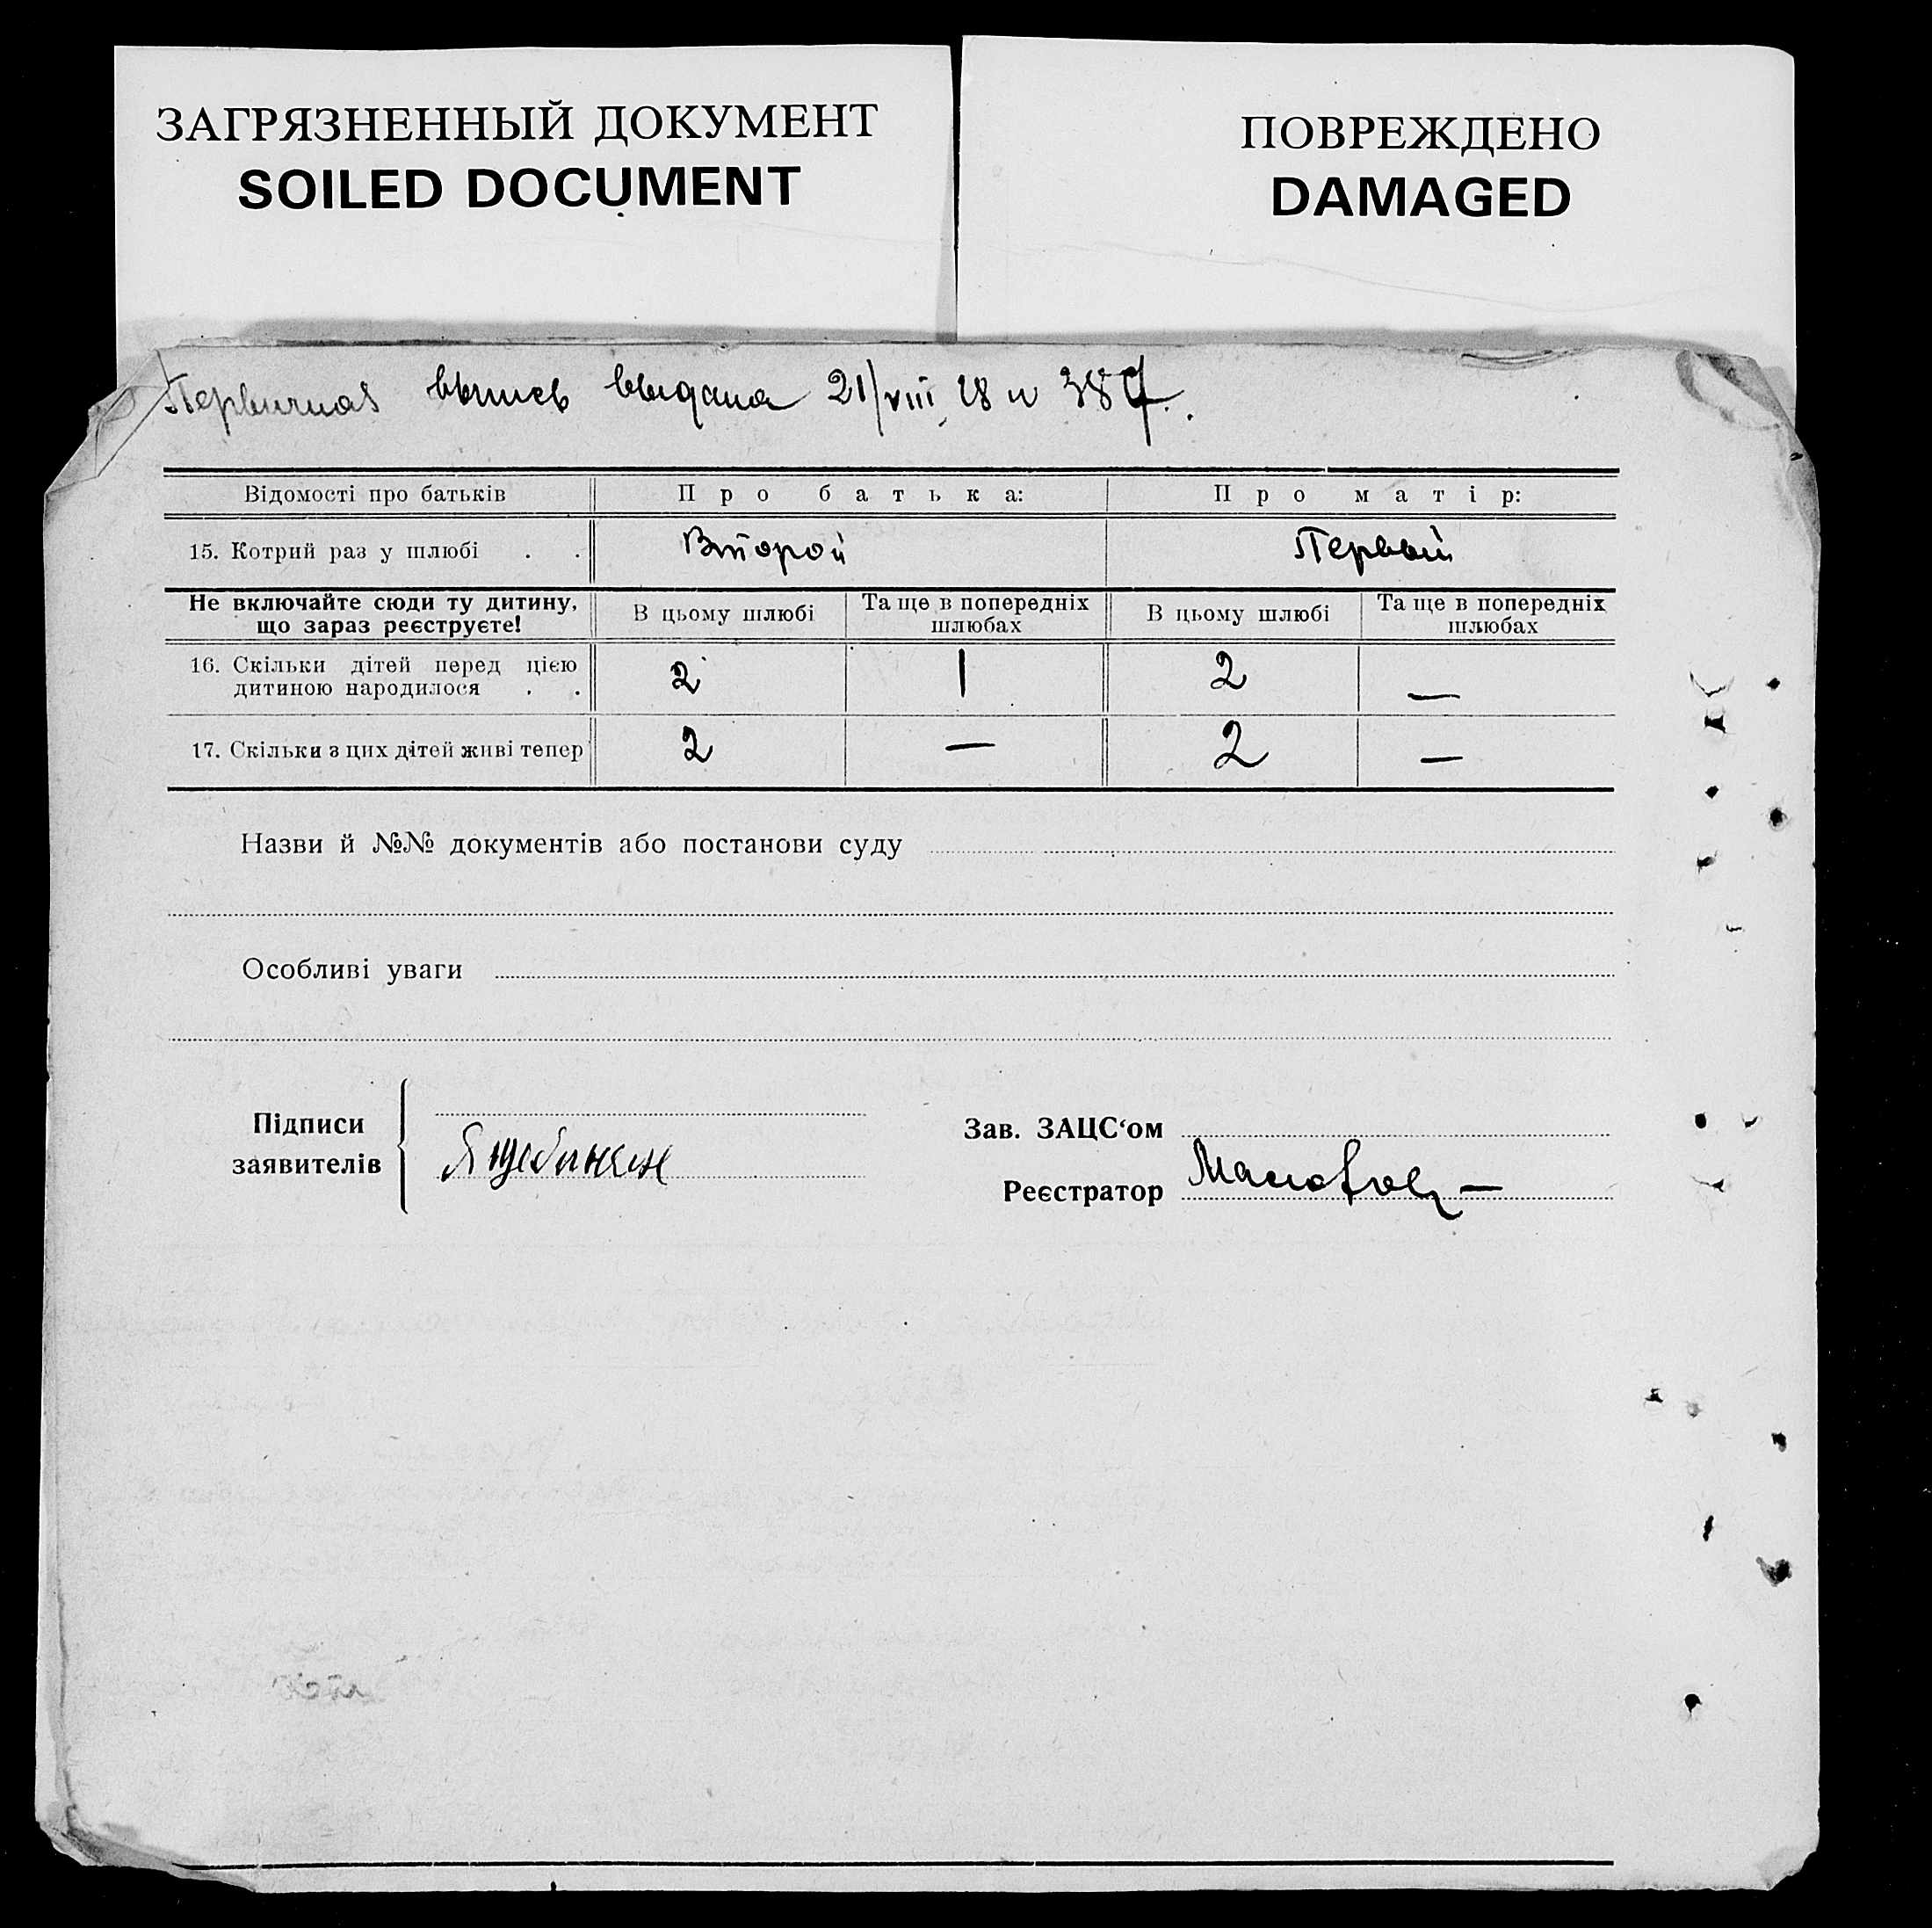 ЗАГРЯЗНЕННЫЙ ДОКУМЕНТ
SOILED DOCUMENT
ПОВРЕЖДЕНО
DAMAGED
Первичная выпись выдана 21/VIII 28
Відомості про батьків Про батька: Про матір:
15. Котрий раз у шлюбі . . Второй Первый
Не включайте сюди ту дитину, що зараз реєструєте! В цьому шлюбі Та ще в попередніх шлюбах В цьому шлюбі Та ще в попередніх шлюбах
16. Скільки дітей перед цією дитиною народилося . . 2 1 2 —
17. Скільки з цих дітей живі тепер 2 — 2 —
Назви й №№ документів або постанови суду
Особливі уваги
Підписи заявителів
Зав. ЗАЦС‘ом
Реєстратор